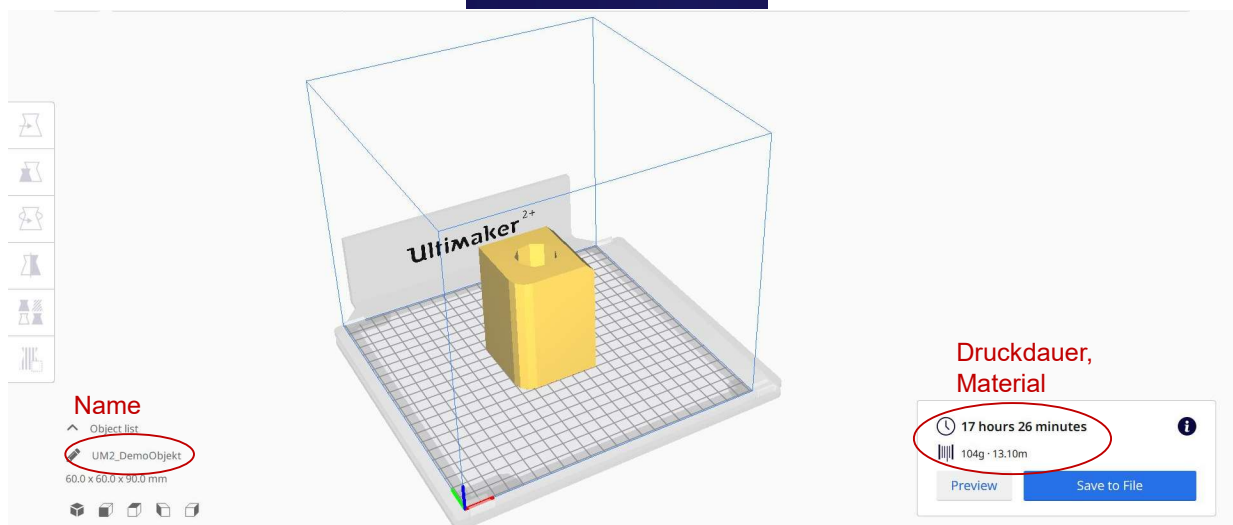 Ultimaker 2+
Druckdauer,
Material
Name
Object list
UM2_DemoObjekt
60.0 x 60.0 x 90.0 mm
17 hours 26 minutes
104g · 13.10m
Preview
Save to File